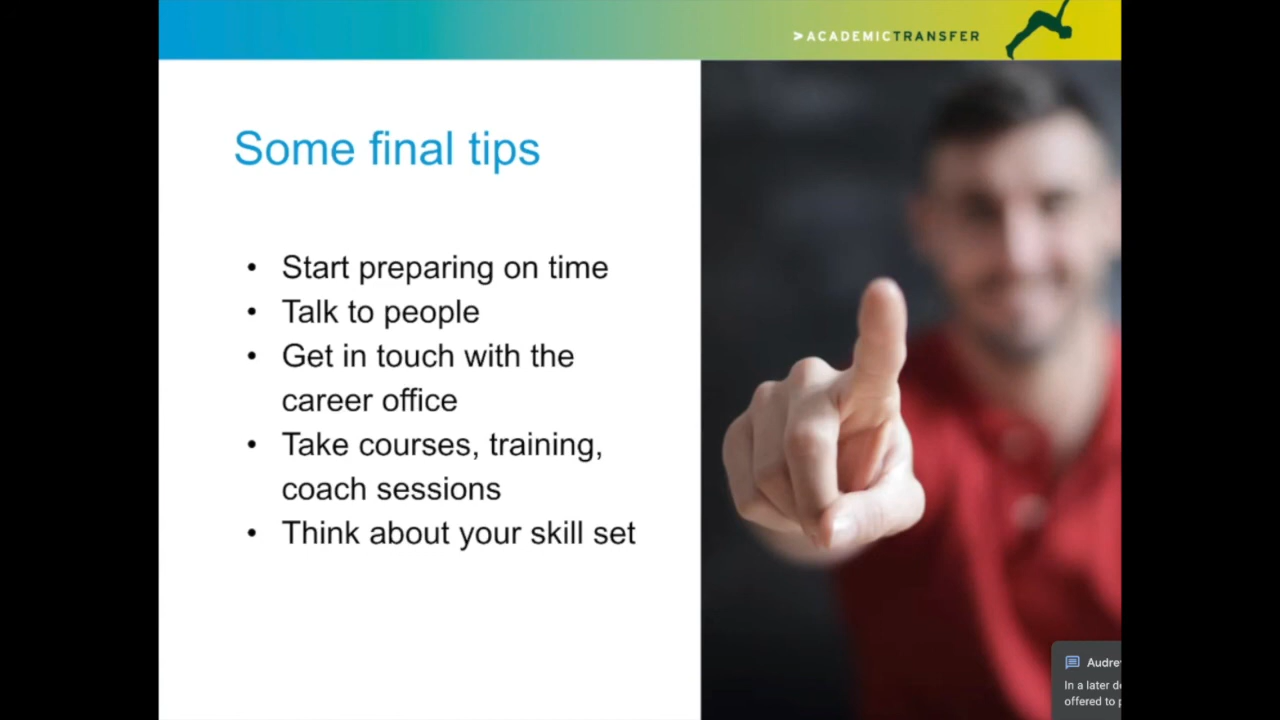 >ACADEMICTRANSFER
Some final tips
• Start preparing on time
• Talk to people
• Get in touch with the
career office
• Take courses, training,
coach sessions
• Think about your skill set
In a later
offered to